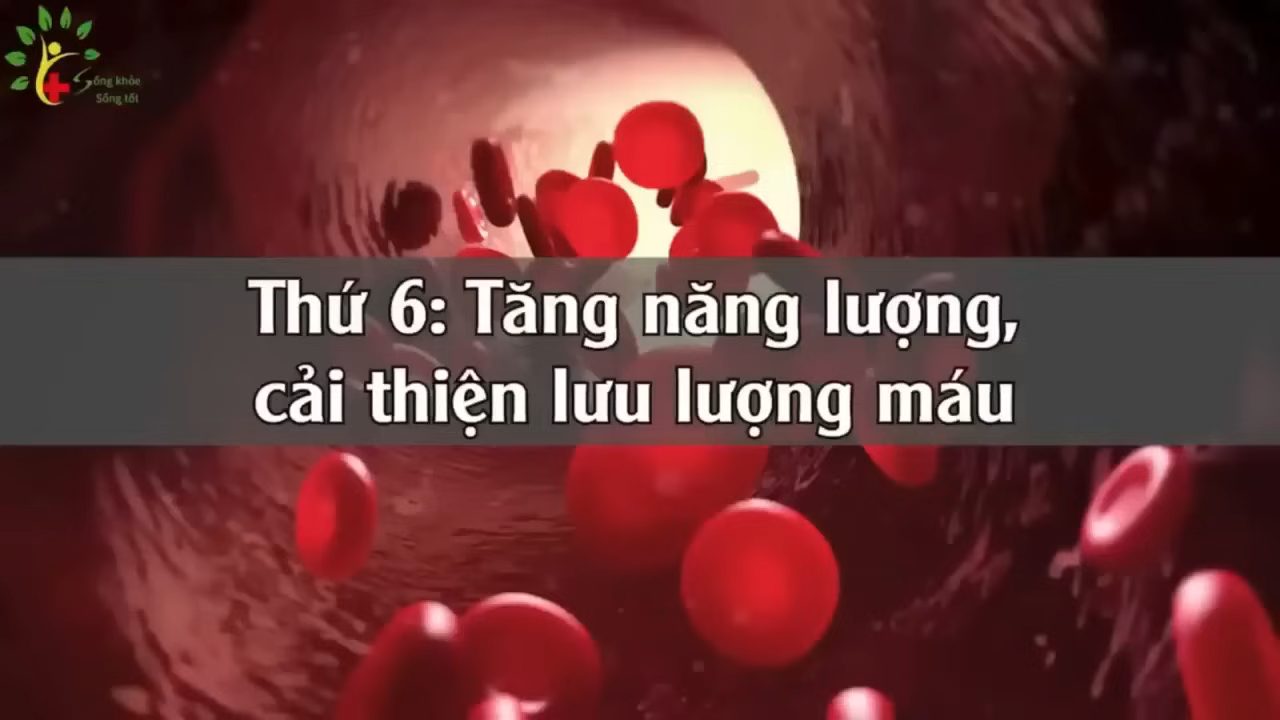 Sống khỏe
Sống tốt
Thứ 6: Tăng năng lượng,
cải thiện lưu lượng máu